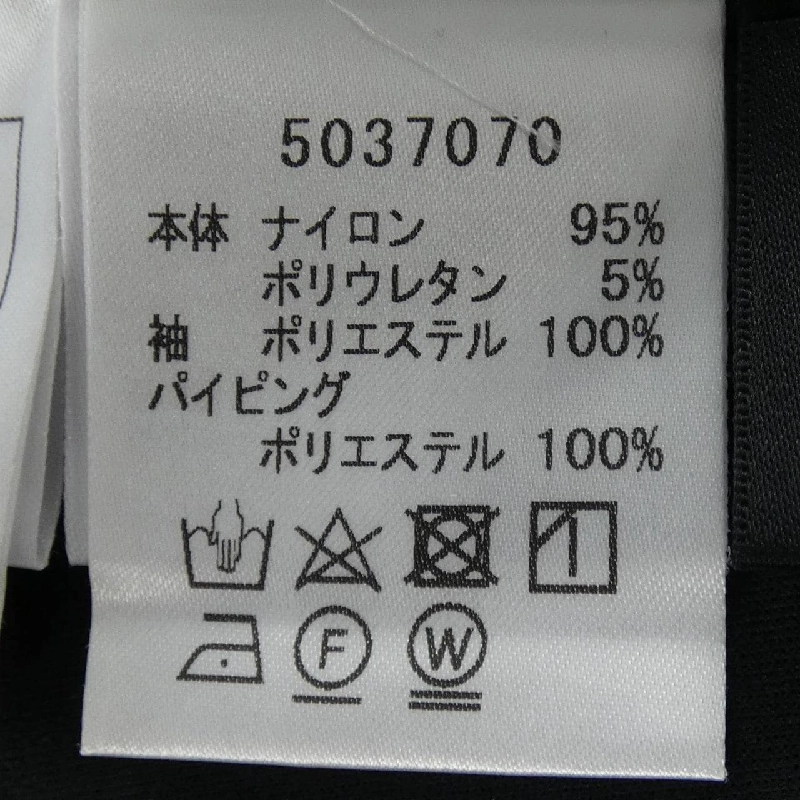 5037070
本体 ナイロン 95%
ポリウレタン 5%
袖 ポリエステル 100%
パイピング
ポリエステル 100%
F W